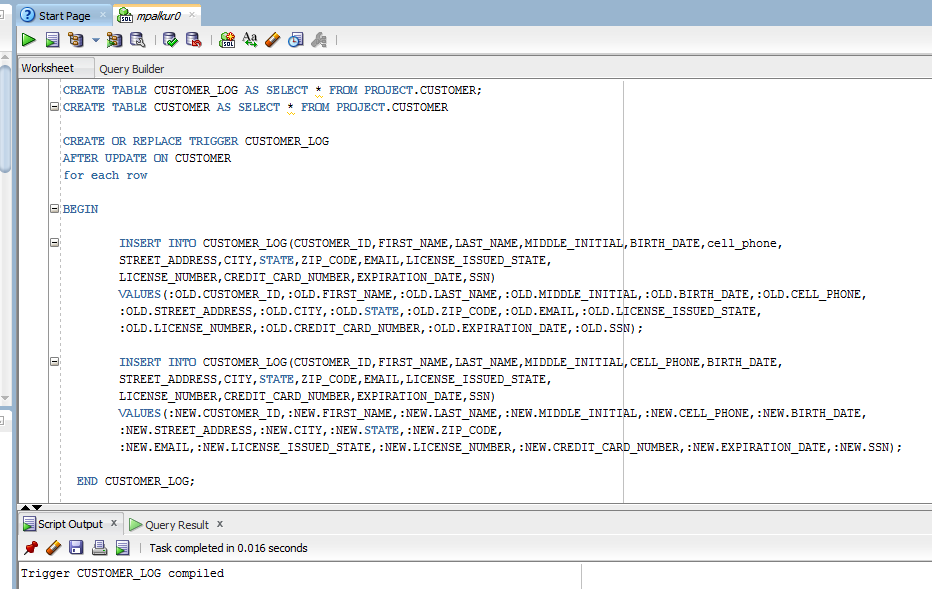 Start Page
mpalkur0
SQL
Aa
Worksheet Query Builder
CREATE TABLE CUSTOMER_LOG AS SELECT * FROM PROJECT.CUSTOMER;
CREATE TABLE CUSTOMER AS SELECT * FROM PROJECT.CUSTOMER
CREATE OR REPLACE TRIGGER CUSTOMER_LOG
AFTER UPDATE ON CUSTOMER
for each row
BEGIN
INSERT INTO CUSTOMER_LOG(CUSTOMER_ID,FIRST_NAME,LAST_NAME,MIDDLE_INITIAL,BIRTH_DATE,cell_phone,
STREET_ADDRESS,CITY,STATE,ZIP_CODE,EMAIL,LICENSE_ISSUED_STATE,
LICENSE_NUMBER,CREDIT_CARD_NUMBER,EXPIRATION_DATE,SSN)
VALUES(:OLD.CUSTOMER_ID,:OLD.FIRST_NAME,:OLD.LAST_NAME,:OLD.MIDDLE_INITIAL,:OLD.BIRTH_DATE,:OLD.CELL_PHONE,
:OLD.STREET_ADDRESS,:OLD.CITY,:OLD.STATE,:OLD.ZIP_CODE,:OLD.EMAIL,:OLD.LICENSE_ISSUED_STATE,
:OLD.LICENSE_NUMBER,:OLD.CREDIT_CARD_NUMBER,:OLD.EXPIRATION_DATE,:OLD.SSN);
INSERT INTO CUSTOMER_LOG(CUSTOMER_ID,FIRST_NAME,LAST_NAME,MIDDLE_INITIAL,CELL_PHONE,BIRTH_DATE,
STREET_ADDRESS,CITY,STATE,ZIP_CODE,EMAIL,LICENSE_ISSUED_STATE,
LICENSE_NUMBER,CREDIT_CARD_NUMBER,EXPIRATION_DATE,SSN)
VALUES(:NEW.CUSTOMER_ID,:NEW.FIRST_NAME,:NEW.LAST_NAME,:NEW.MIDDLE_INITIAL,:NEW.CELL_PHONE,:NEW.BIRTH_DATE,
:NEW.STREET_ADDRESS,:NEW.CITY,:NEW.STATE,:NEW.ZIP_CODE,
:NEW.EMAIL,:NEW.LICENSE_ISSUED_STATE,:NEW.LICENSE_NUMBER,:NEW.CREDIT_CARD_NUMBER,:NEW.EXPIRATION_DATE,:NEW.SSN);
END CUSTOMER_LOG;
Script Output x Query Result x
Task completed in 0.016 seconds
Trigger CUSTOMER_LOG compiled